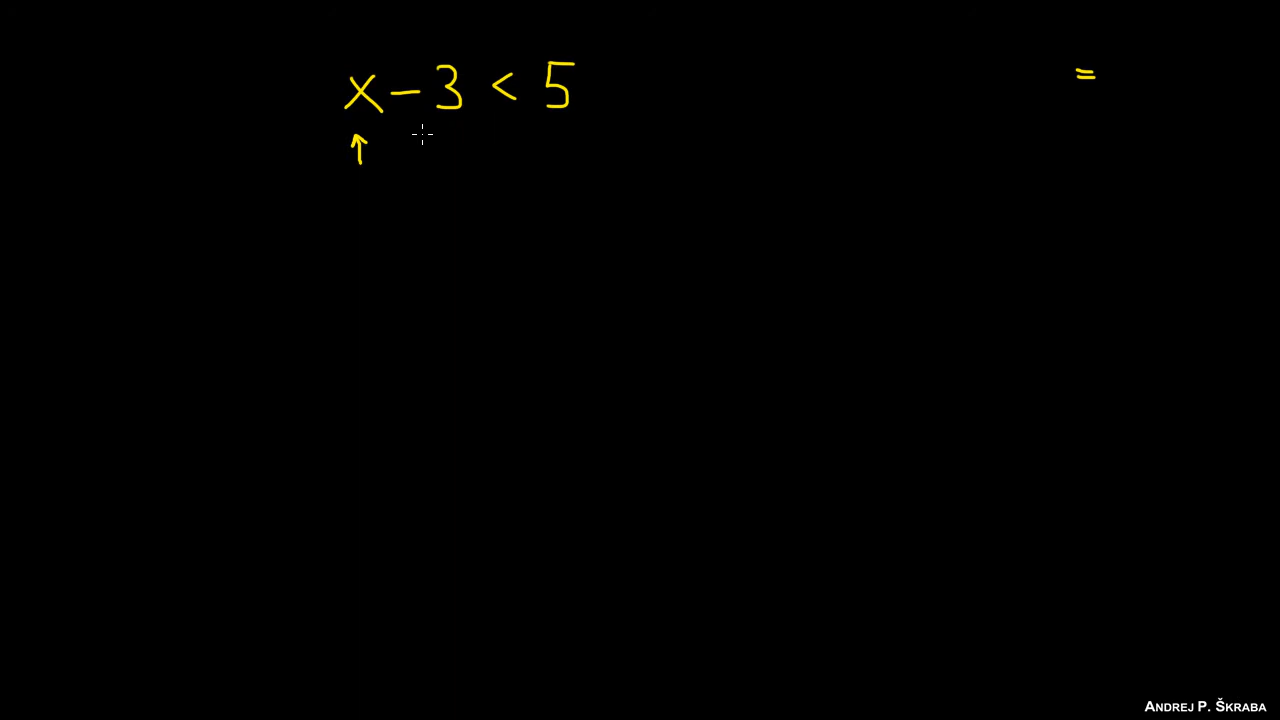 x - 3 < 5
=
ANDREJ P. ŠKRABA